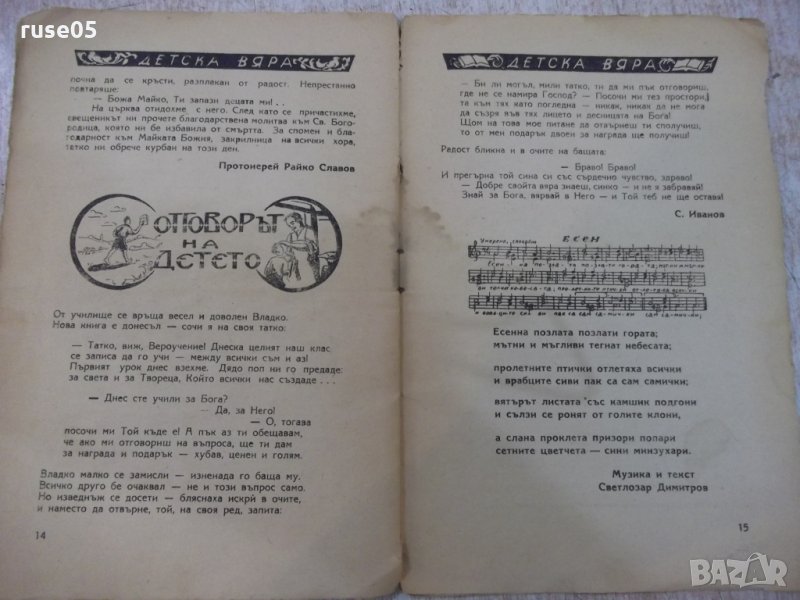 ruse05
ДЕТСКА ВЯРА
почна да се кръсти, разплакан от радост. Непрестанно
повтаряше:
— Божа Майко, Ти запази децата ми! . .
На църква отидохме с него. След като се причастихме,
свещеникът ни прочете благодарствена молитва към Св. Бого-
родица, която ни бе избавила от смъртта. За спомен и бла-
годарност към Майката Божия, закрилница на всички хора,
татко ни обрече курбан на този ден.
Протоиерей Райко Славов
ОТГОВОРЪТ
НА
ДЕТЕТО
От училище се връща весел и доволен Владко.
Нова книга е донесъл — сочи я на своя татко:
— Татко, виж, Вероучение! Днеска целият наш клас
се записа да го учи — между всички съм и аз!
Първият урок днес взехме. Дядо поп ни го предаде:
за света и за Твореца, Който всички нас създаде . . .
— Днес сте учили за Бога?
— Да, за Него!
— О, тогава
посочи ми Той къде е! А пък аз ти обещавам,
че ако ми отговориш на въпроса, ще ти дам
за награда и подарък — хубав, ценен и голям.
Владко малко се замисли — изненада го баща му.
Всичко друго бе очаквал — не и този въпрос само.
Но изведнъж се досети — бляснаха искри в очите,
и наместо да отвърне, той, на своя ред, запита:
14
ДЕТСКА ВЯРА
— Би ли могъл, мили татко, ти да ми пък отговориш,
где не се намира Господ? — Посочи ми тез простори,
та към тях като погледна — никак, никак да не мога
да съзря във тях лицето и десницата на Бога!
Щом на това мое питане да отвърнеш ти сполучиш,
то от мен подарък двоен за награда ще получиш!
Радост бликна и в очите на бащата:
— Браво! Браво!
И прегърна той сина си със сърдечно чувство, здраво!
— Добре свойта вяра знаеш, синко — и не я забравяй!
Знай за Бога, вярвай в Него — и Той теб не ще оставя!
С. Иванов
ЕСЕН
Умерено, спокойно
Есенна позлата позлати гората;
мътни и мъгливи тегнат небесата;
пролетните птички отлетяха всички
и врабците сиви пак са сам самички;
вятърът листата със камшик подгони
и сълзи се ронят от голите клони,
а слана проклета призори попари
сетните цветчета — сини минзухари.
Музика и текст
Светлозар Димитров
15
BAZAR